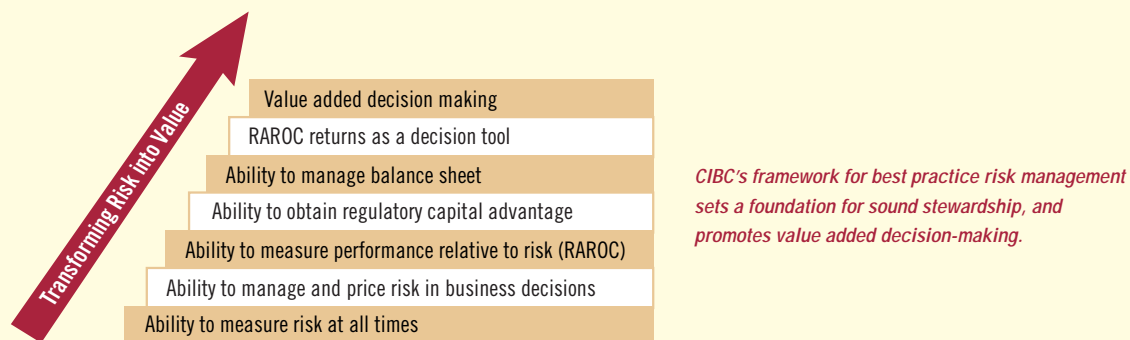 Transforming Risk into Value
Value added decision making
RAROC returns as a decision tool
Ability to manage balance sheet
Ability to obtain regulatory capital advantage
Ability to measure performance relative to risk (RAROC)
Ability to manage and price risk in business decisions
Ability to measure risk at all times
CIBC's framework for best practice risk management
sets a foundation for sound stewardship, and
promotes value added decision-making.